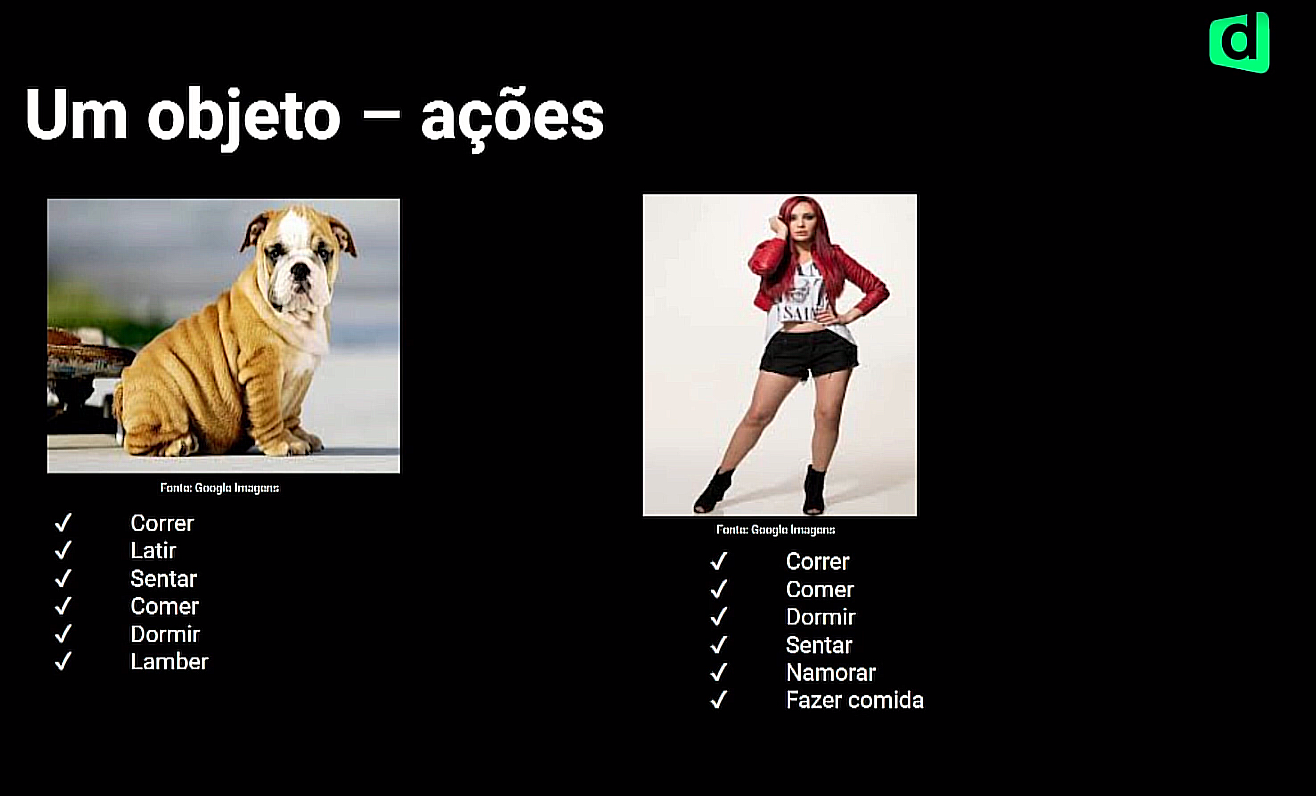 d
Um objeto – ações
Fonte: Google Imagens
✓ Correr
✓ Latir
✓ Sentar
✓ Comer
✓ Dormir
✓ Lamber
SAIN
Fonte: Google Imagens
✓ Correr
✓ Comer
✓ Dormir
✓ Sentar
✓ Namorar
✓ Fazer comida